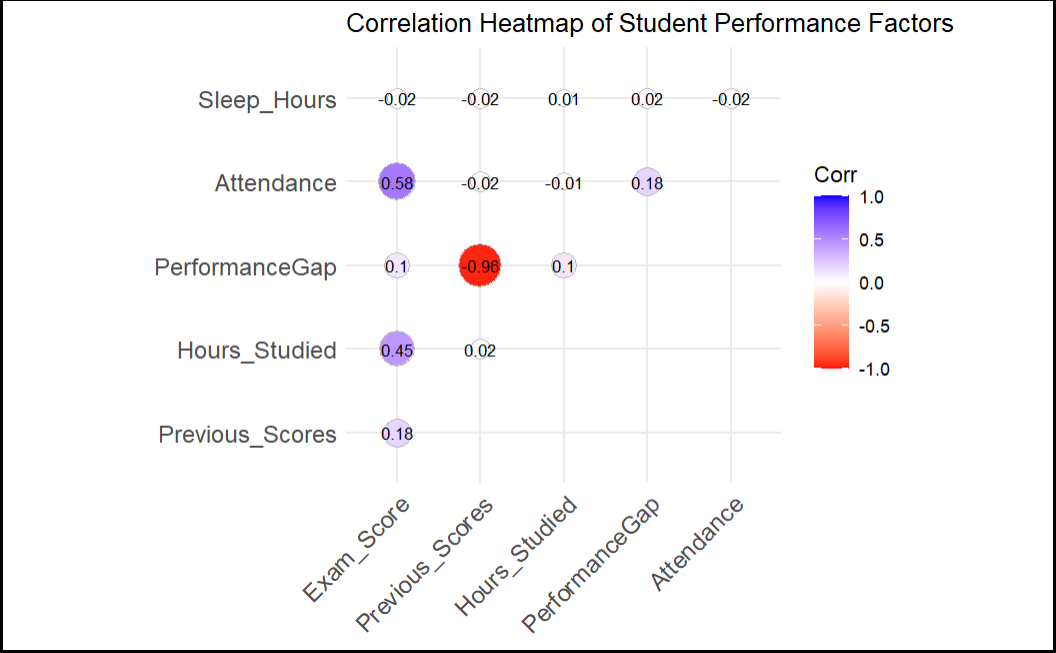 Correlation Heatmap of Student Performance Factors
Sleep_Hours -0.02 -0.02 0.01 0.02 -0.02
Attendance 0.58 -0.02 -0.01 0.18
PerformanceGap 0.1 -0.96 0.1
Hours_Studied 0.45 0.02
Previous_Scores 0.18
Exam_Score
Previous_Scores
Hours_Studied
PerformanceGap
Attendance
Corr
1.0
0.5
0.0
-0.5
-1.0